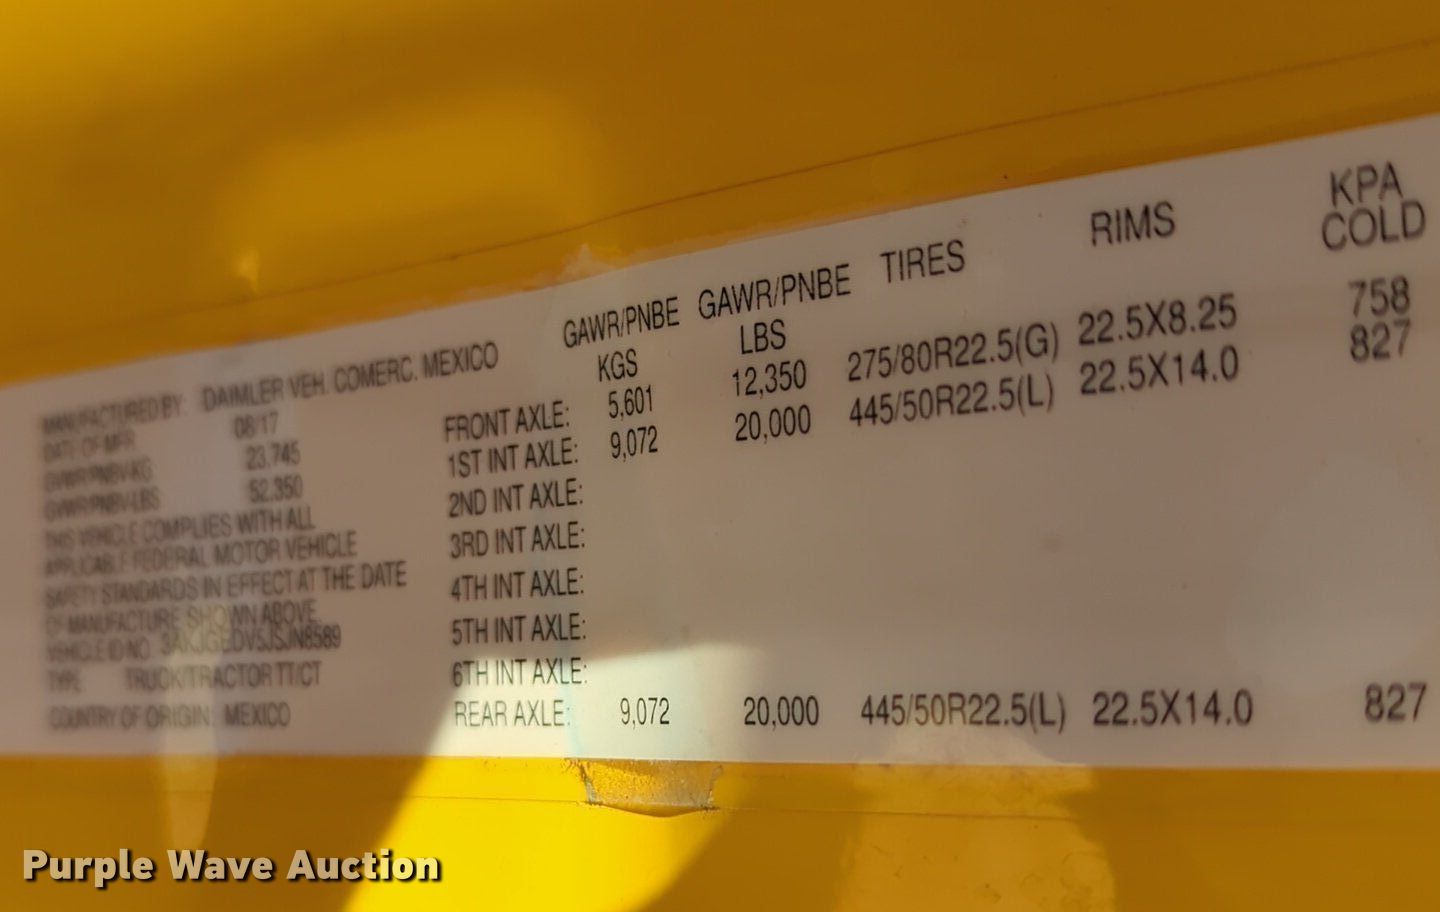 MANUFACTURED BY: DAIMLER VEH. COMERC. MEXICO
DATE OF MFR 08/17
GVWR/PNBV-KG 23,745
GVWR/PNBV-LBS 52,350
THIS VEHICLE COMPLIES WITH ALL
APPLICABLE FEDERAL MOTOR VEHICLE
SAFETY STANDARDS IN EFFECT AT THE DATE
OF MANUFACTURE SHOWN ABOVE
VEHICLE ID NO. 3AKJGEDV5JSJN8589
TYPE TRUCK/TRACTOR TT/CT
COUNTRY OF ORIGIN: MEXICO
GAWR/PNBE KGS GAWR/PNBE LBS TIRES RIMS KPA COLD
FRONT AXLE: 5,601 12,350 275/80R22.5(G) 22.5X8.25 758
1ST INT AXLE: 9,072 20,000 445/50R22.5(L) 22.5X14.0 827
2ND INT AXLE:
3RD INT AXLE:
4TH INT AXLE:
5TH INT AXLE:
6TH INT AXLE:
REAR AXLE: 9,072 20,000 445/50R22.5(L) 22.5X14.0 827
Purple Wave Auction